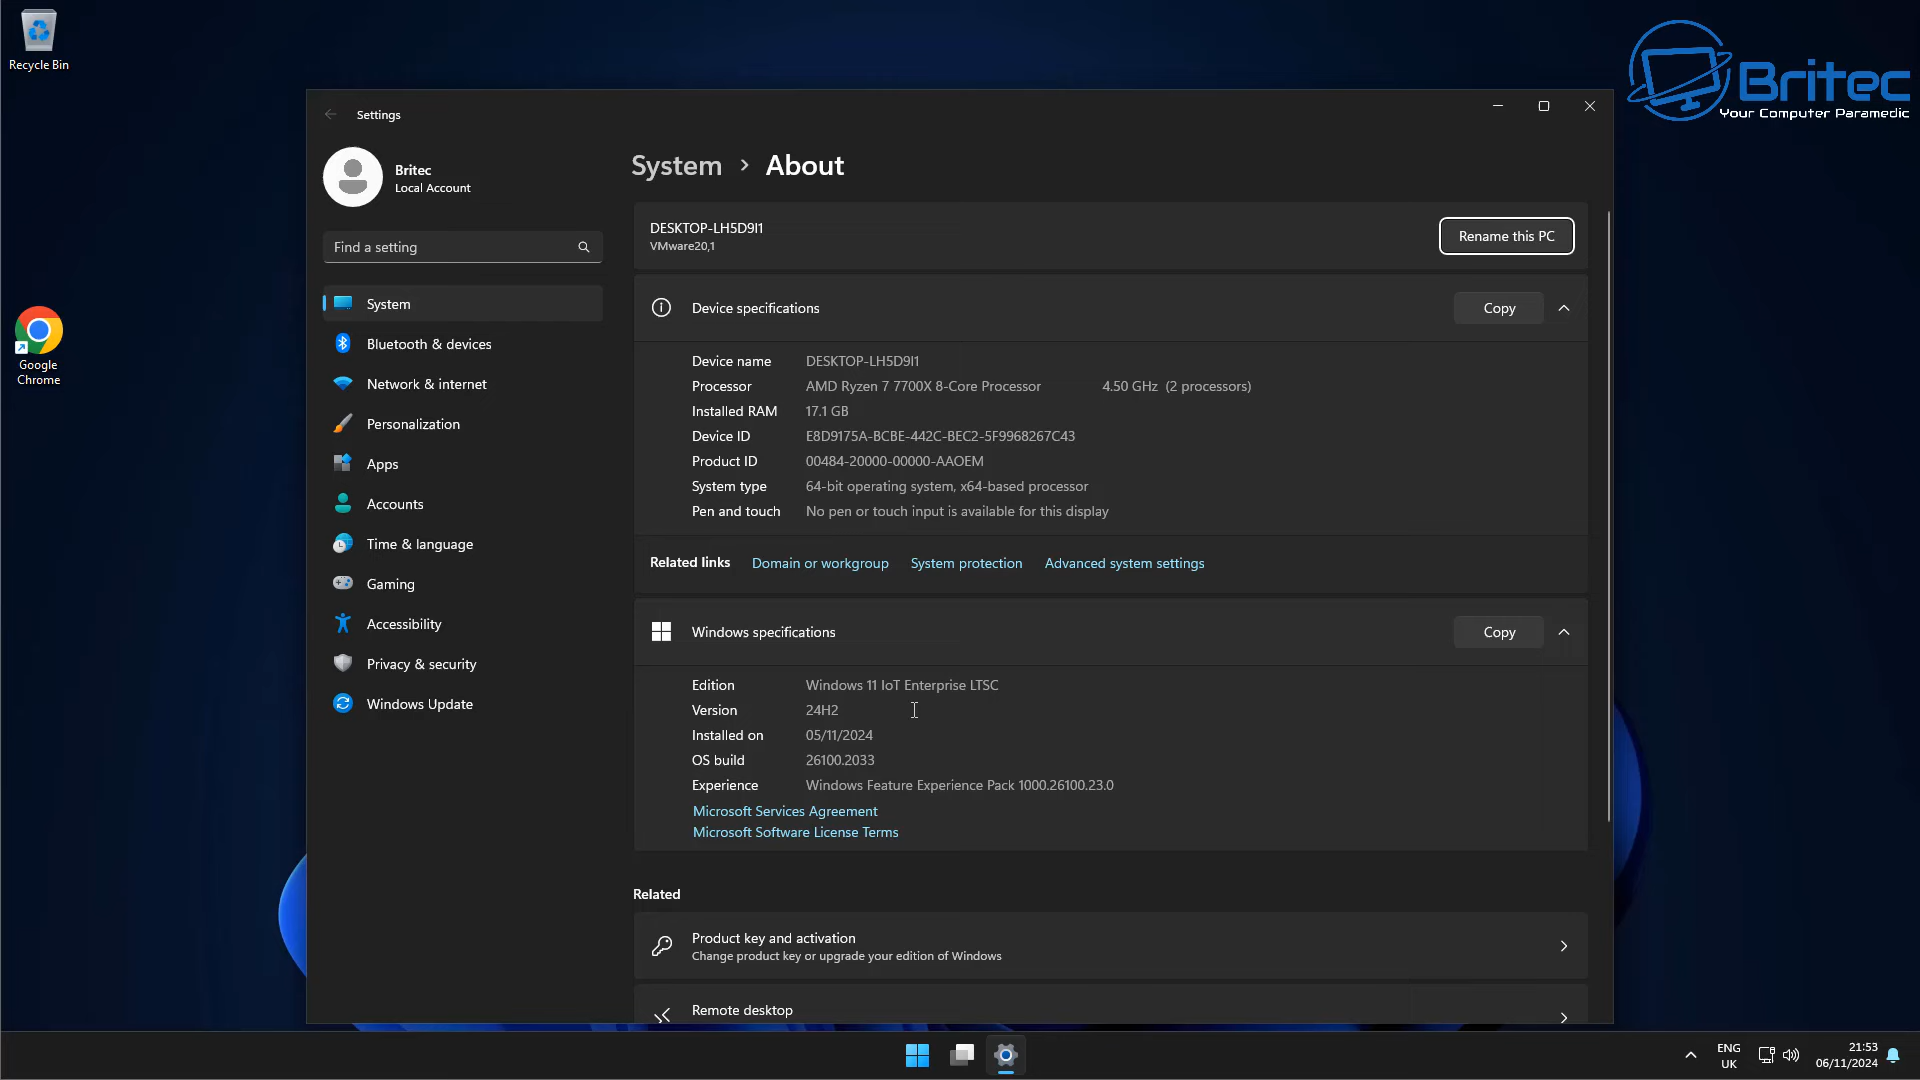 Recycle Bin
Britec
Your Computer Paramedic
Settings
Britec
Local Account
Find a setting
System
Bluetooth & devices
Network & internet
Personalization
Apps
Accounts
Time & language
Gaming
Accessibility
Privacy & security
Windows Update
Google
Chrome
System > About
DESKTOP-LH5D9I1
VMware20,1
Rename this PC
Device specifications
Copy
Device name DESKTOP-LH5D9I1
Processor AMD Ryzen 7 7700X 8-Core Processor 4.50 GHz (2 processors)
Installed RAM 17.1 GB
Device ID E8D9175A-BCBE-442C-BEC2-5F9968267C43
Product ID 00484-20000-00000-AAOEM
System type 64-bit operating system, x64-based processor
Pen and touch No pen or touch input is available for this display
Related links Domain or workgroup System protection Advanced system settings
Windows specifications
Copy
Edition Windows 11 IoT Enterprise LTSC
Version 24H2
Installed on 05/11/2024
OS build 26100.2033
Experience Windows Feature Experience Pack 1000.26100.23.0
Microsoft Services Agreement
Microsoft Software License Terms
Related
Product key and activation
Change product key or upgrade your edition of Windows
Remote desktop
ENG
UK
21:53
06/11/2024